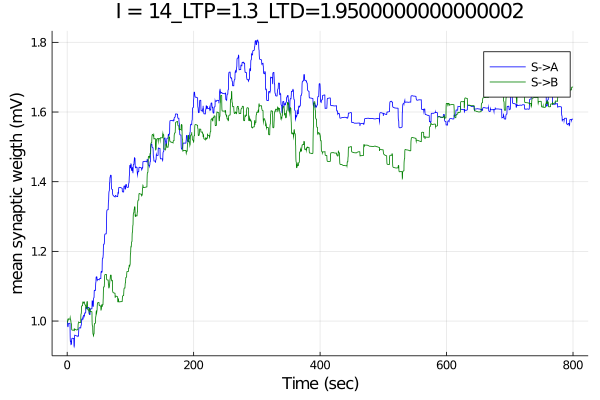 I = 14_LTP=1.3_LTD=1.9500000000000002
mean synaptic weigth (mV)
1.8
1.6
1.4
1.2
1.0
S->A
S->B
0 200 400 600 800
Time (sec)